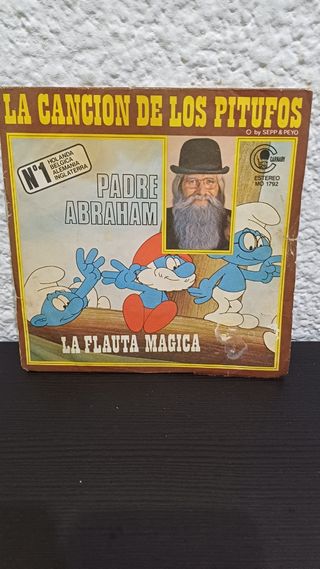 LA CANCION DE LOS PITUFOS
© by SEPP & PEYO
Nº1
HOLANDA
BELGICA
ALEMANIA
INGLATERRA
PADRE
ABRAHAM
CARNABY
ESTEREO
MO 1792
LA FLAUTA MAGICA